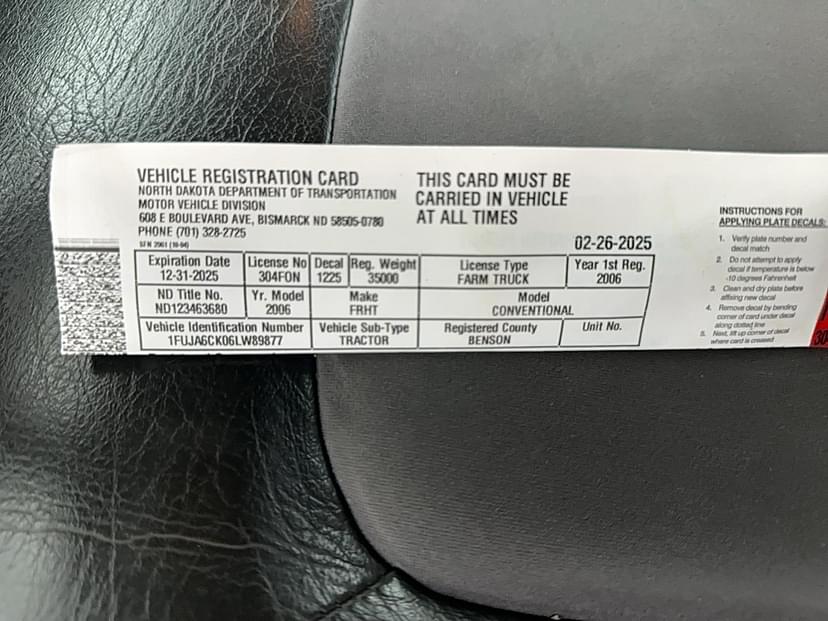 VEHICLE REGISTRATION CARD
NORTH DAKOTA DEPARTMENT OF TRANSPORTATION
MOTOR VEHICLE DIVISION
608 E BOULEVARD AVE, BISMARCK ND 58505-0780
PHONE (701) 328-2725
THIS CARD MUST BE
CARRIED IN VEHICLE
AT ALL TIMES
02-26-2025
Expiration Date License No Decal Reg. Weight License Type Year 1st Reg.
12-31-2025 304FON 1225 35000 FARM TRUCK 2006
ND Title No. Yr. Model Make Model
ND123463680 2006 FRHT CONVENTIONAL
Vehicle Identification Number Vehicle Sub-Type Registered County Unit No.
1FUJA6CK06LW89877 TRACTOR BENSON
INSTRUCTIONS FOR
APPLYING PLATE DECALS:
1. Verify plate number and
decal match
2. Do not attempt to apply
decal if temperature is below
-10 degrees Fahrenheit
3. Clean and dry plate before
affixing new decal
4. Remove decal by bending
corner of card under decal
along dotted line
5. Next, lift up corner of decal
where card is creased